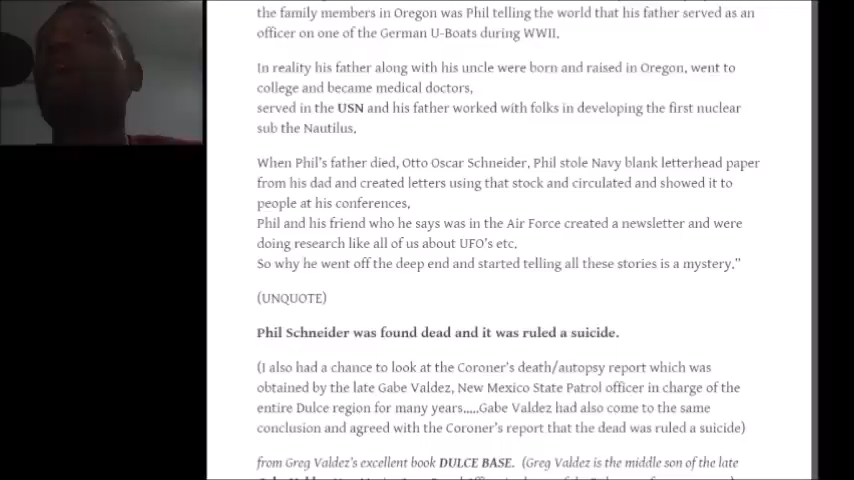 the family members in Oregon was Phil telling the world that his father served as an
officer on one of the German U-Boats during WWII.
In reality his father along with his uncle were born and raised in Oregon, went to
college and became medical doctors,
served in the USN and his father worked with folks in developing the first nuclear
sub the Nautilus.
When Phil's father died, Otto Oscar Schneider, Phil stole Navy blank letterhead paper
from his dad and created letters using that stock and circulated and showed it to
people at his conferences,
Phil and his friend who he says was in the Air Force created a newsletter and were
doing research like all of us about UFO's etc.
So why he went off the deep end and started telling all these stories is a mystery."
(UNQUOTE)
Phil Schneider was found dead and it was ruled a suicide.
(I also had a chance to look at the Coroner's death/autopsy report which was
obtained by the late Gabe Valdez, New Mexico State Patrol officer in charge of the
entire Dulce region for many years.....Gabe Valdez had also come to the same
conclusion and agreed with the Coroner's report that the dead was ruled a suicide)
from Greg Valdez's excellent book DULCE BASE. (Greg Valdez is the middle son of the late